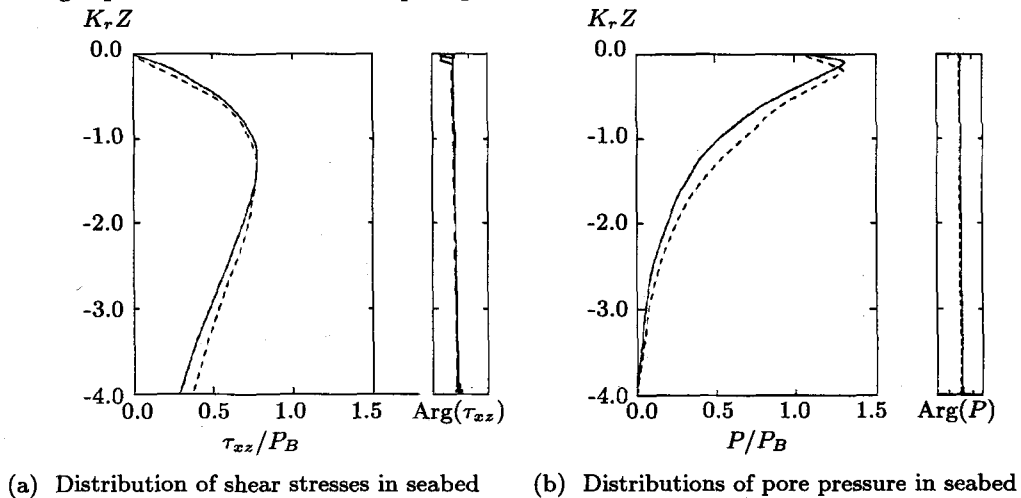 K_r Z
0.0
-1.0
-2.0
-3.0
-4.0
0.0 0.5 1.0 1.5 Arg(τ_xz)
τ_xz/P_B
(a) Distribution of shear stresses in seabed
K_r Z
0.0
-1.0
-2.0
-3.0
-4.0
0.0 0.5 1.0 1.5 Arg(P)
P/P_B
(b) Distributions of pore pressure in seabed